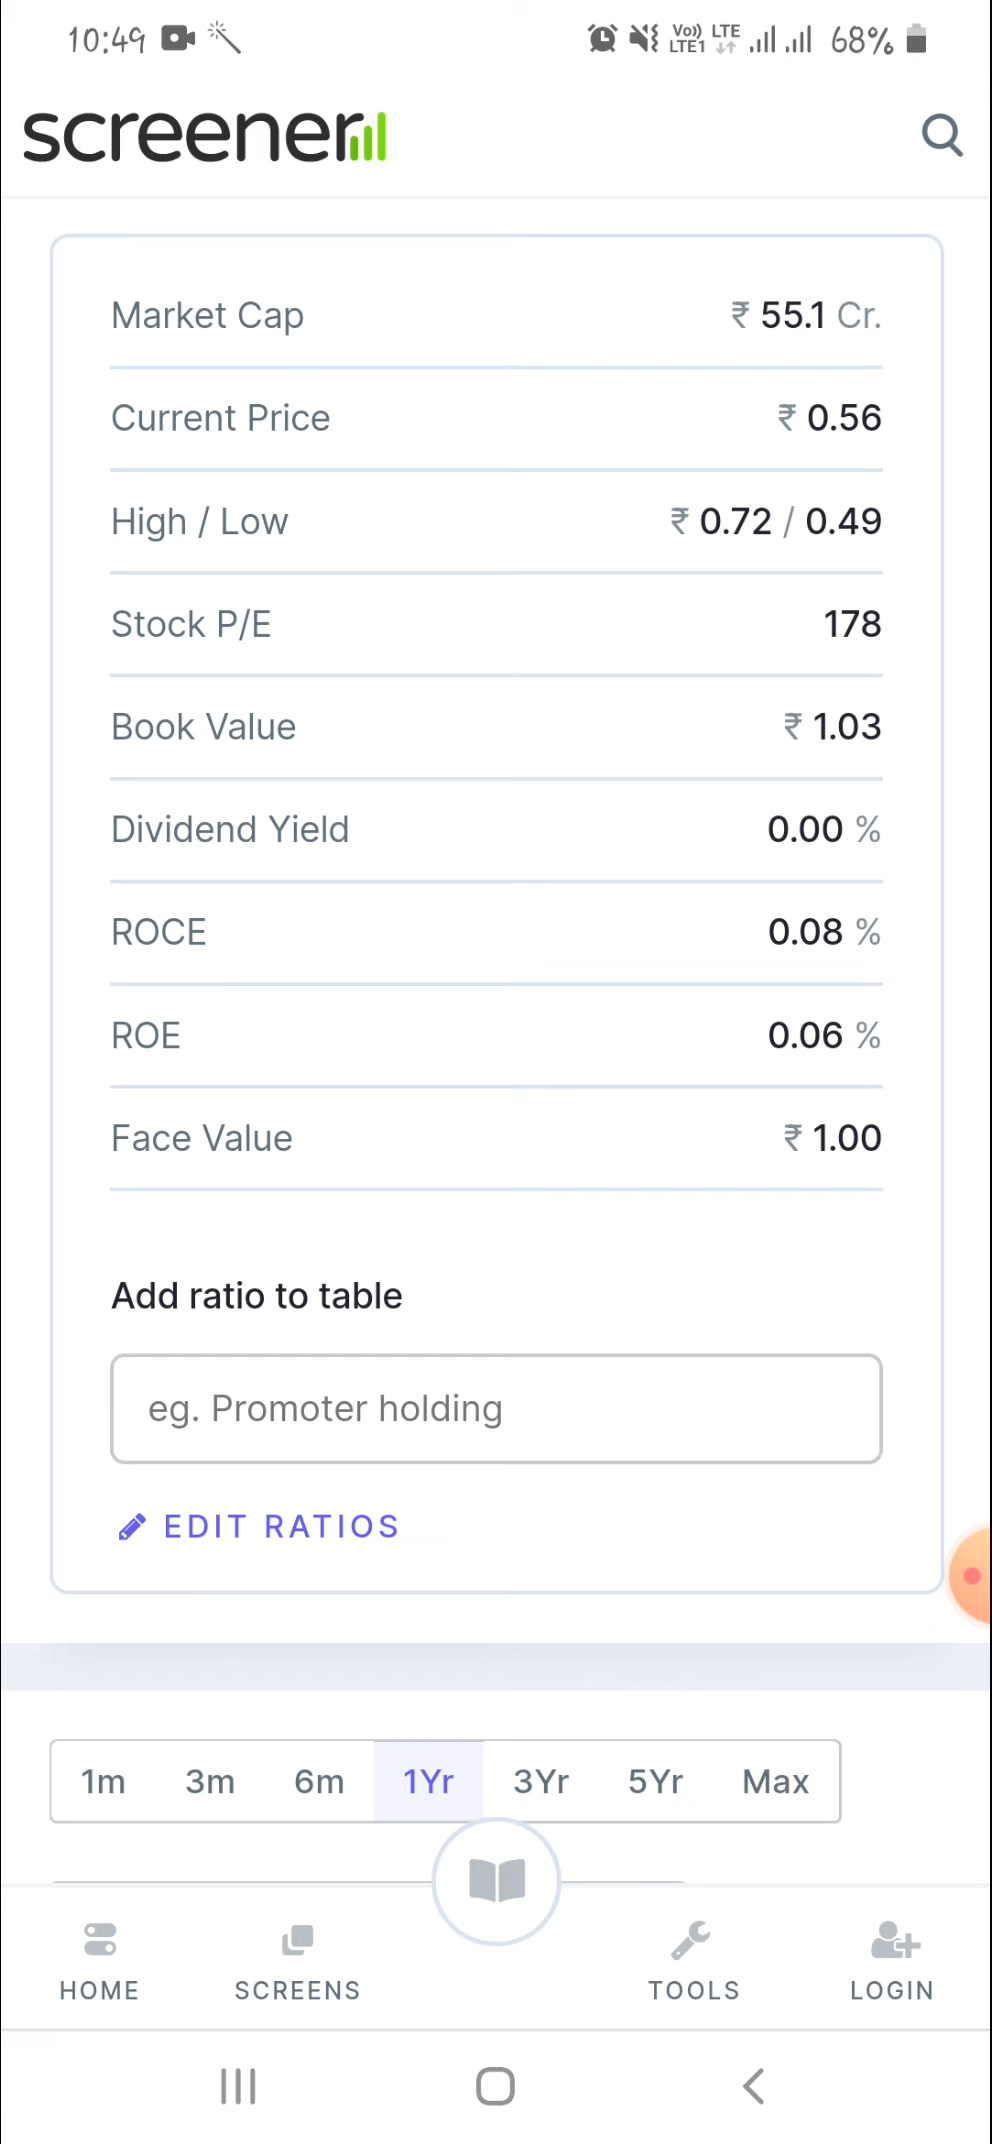 10:49 Vo)) LTE1 LTE 68%
screener
Market Cap ₹ 55.1 Cr.
Current Price ₹ 0.56
High / Low ₹ 0.72 / 0.49
Stock P/E 178
Book Value ₹ 1.03
Dividend Yield 0.00 %
ROCE 0.08 %
ROE 0.06 %
Face Value ₹ 1.00
Add ratio to table
eg. Promoter holding
EDIT RATIOS
1m 3m 6m 1Yr 3Yr 5Yr Max
HOME SCREENS TOOLS LOGIN